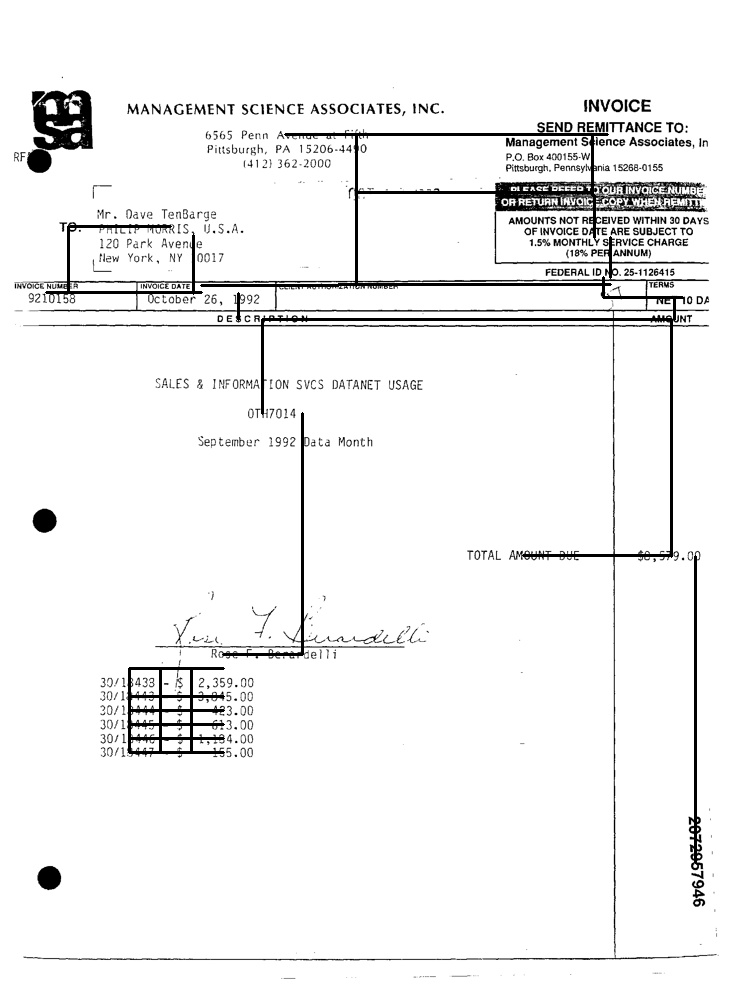 msa
MANAGEMENT SCIENCE ASSOCIATES, INC.
6565 Penn Avenue at Fifth
Pittsburgh, PA 15206-4490
(412) 362-2000
INVOICE
SEND REMITTANCE TO:
Management Science Associates, In
P.O. Box 400155-W
Pittsburgh, Pennsylvania 15268-0155
PLEASE REFER TO OUR INVOICE NUMBE
OR RETURN INVOICE COPY WHEN REMITTI
AMOUNTS NOT RECEIVED WITHIN 30 DAYS
OF INVOICE DATE ARE SUBJECT TO
1.5% MONTHLY SERVICE CHARGE
(18% PER ANNUM)
FEDERAL ID NO. 25-1126415
TO:
Mr. Dave TenBarge
PHILIP MORRIS, U.S.A.
120 Park Avenue
New York, NY 10017
INVOICE NUMBER
INVOICE DATE
CLIENT AUTHORIZATION NUMBER
TERMS
9210158
October 26, 1992
NET 10 DA
DESCRIPTION
AMOUNT
SALES & INFORMATION SVCS DATANET USAGE
OTH7014
September 1992 Data Month
TOTAL AMOUNT DUE $8,579.00
Rose F. Berardelli
Rose F. Berardelli
30/18433 - $ 2,359.00
30/18443 - $ 3,845.00
30/18444 - $ 423.00
30/18445 - $ 613.00
30/18446 - $ 1,184.00
30/18447 - $ 155.00
2072957946